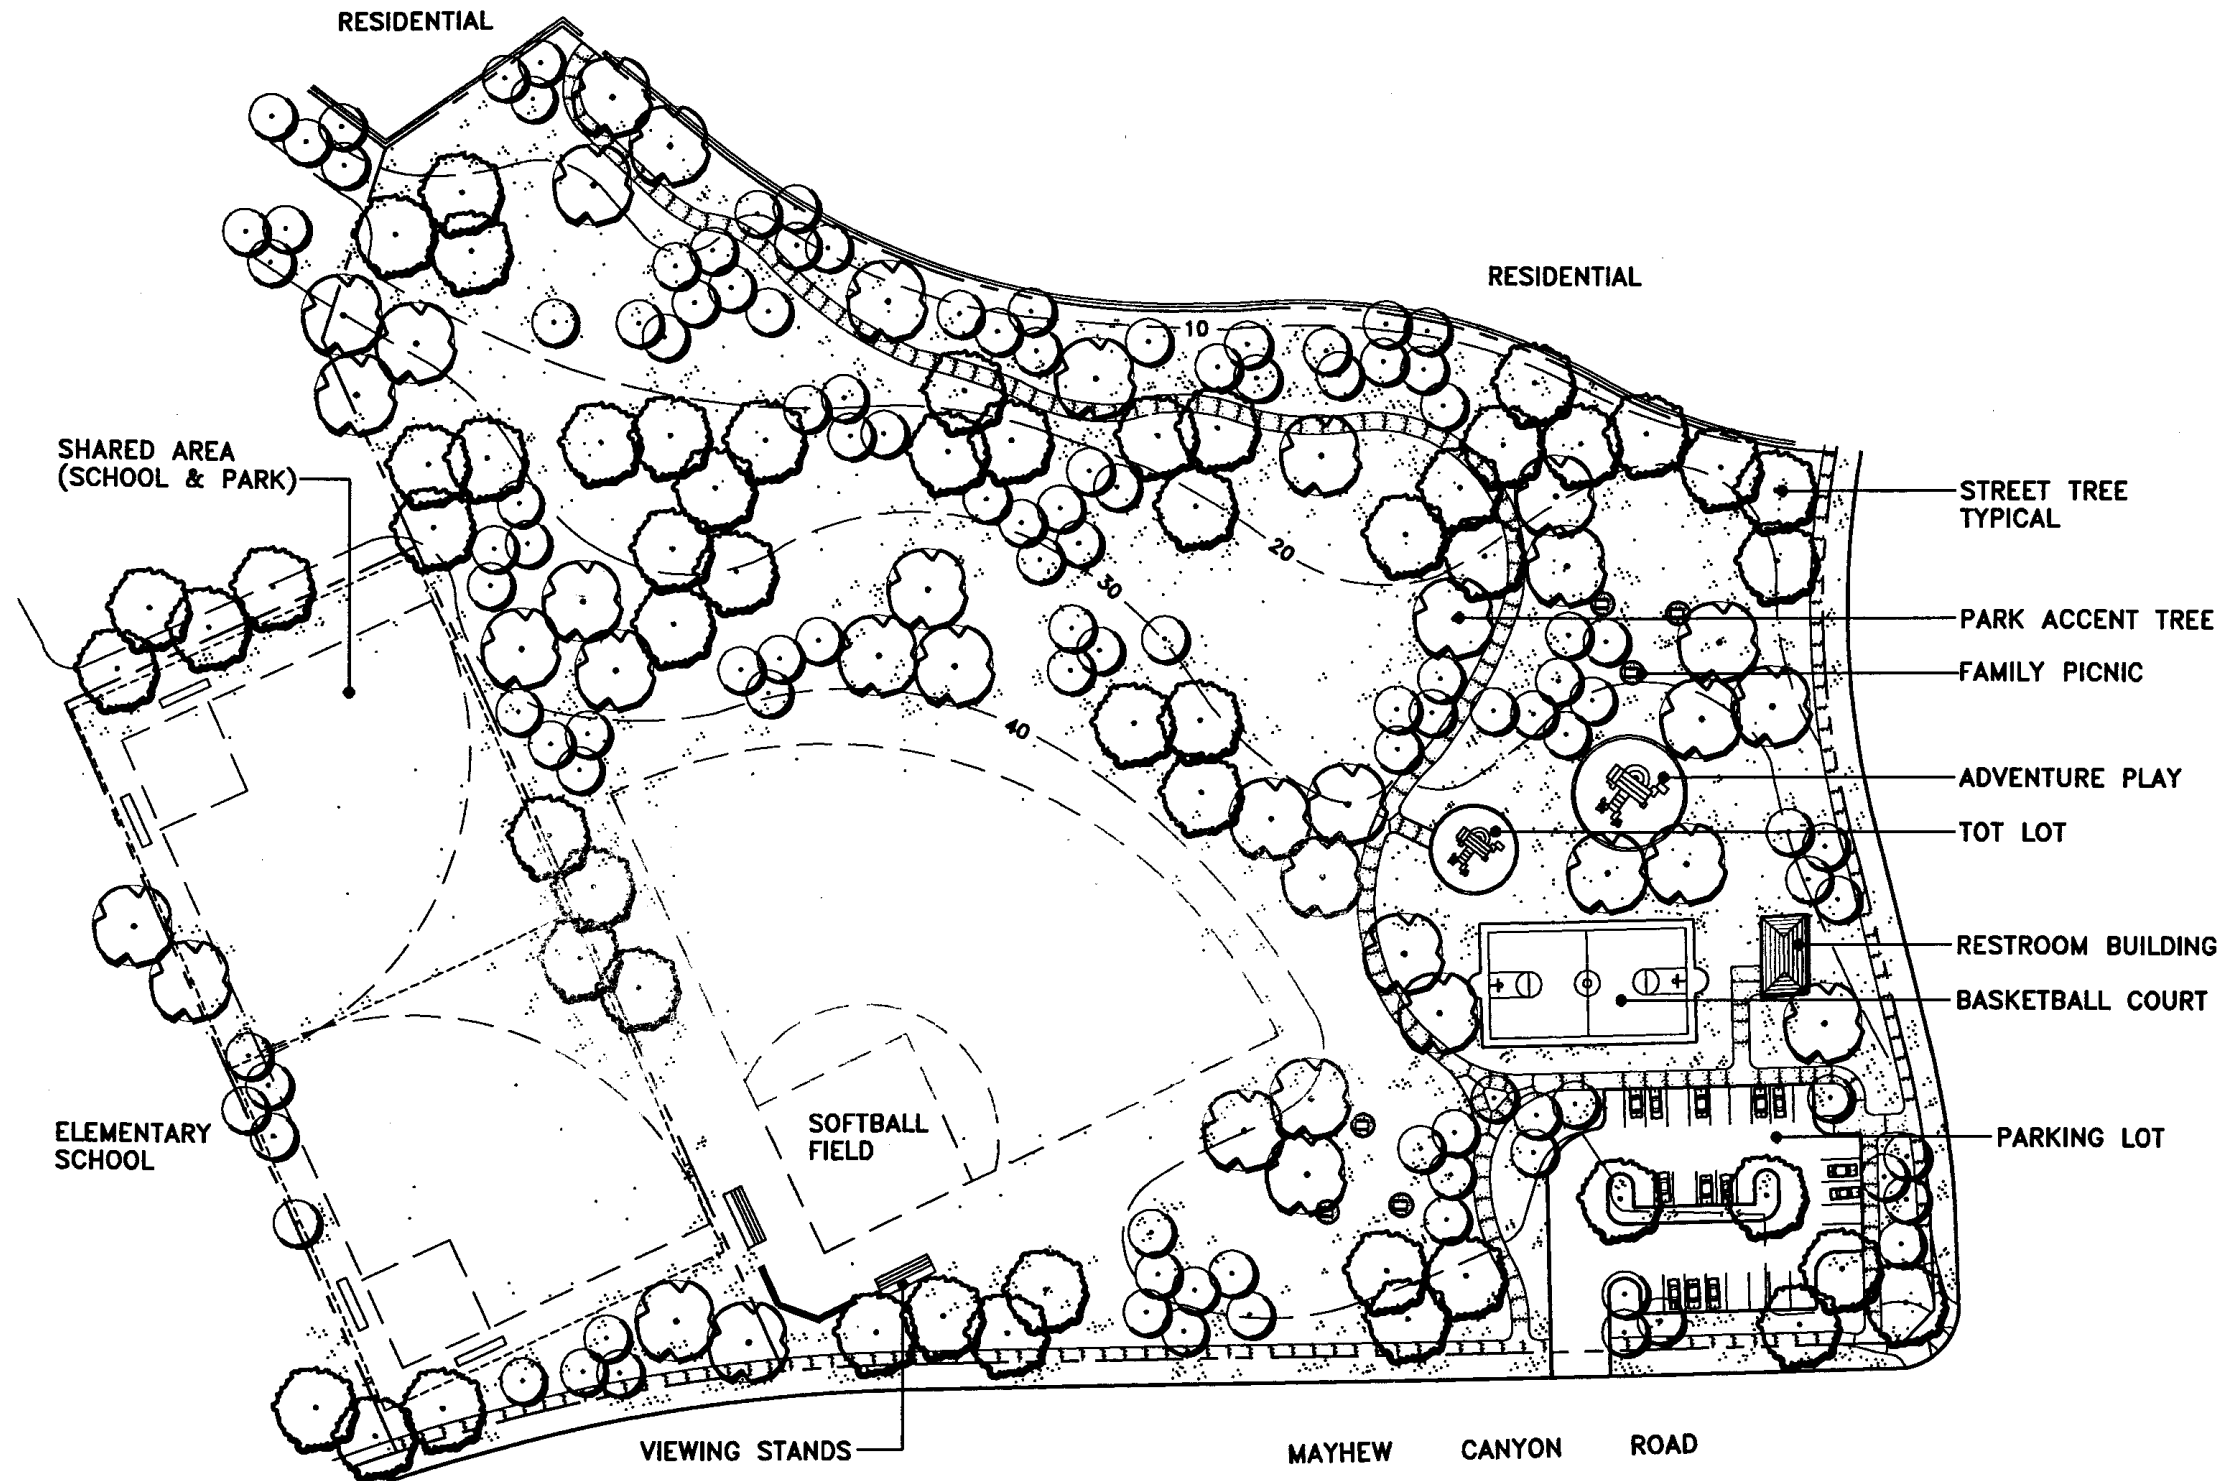 RESIDENTIAL
RESIDENTIAL
10
SHARED AREA
(SCHOOL & PARK)
STREET TREE
TYPICAL
20
30
PARK ACCENT TREE
FAMILY PICNIC
40
ADVENTURE PLAY
TOT LOT
RESTROOM BUILDING
BASKETBALL COURT
SOFTBALL
FIELD
ELEMENTARY
SCHOOL
PARKING LOT
VIEWING STANDS
MAYHEW CANYON ROAD